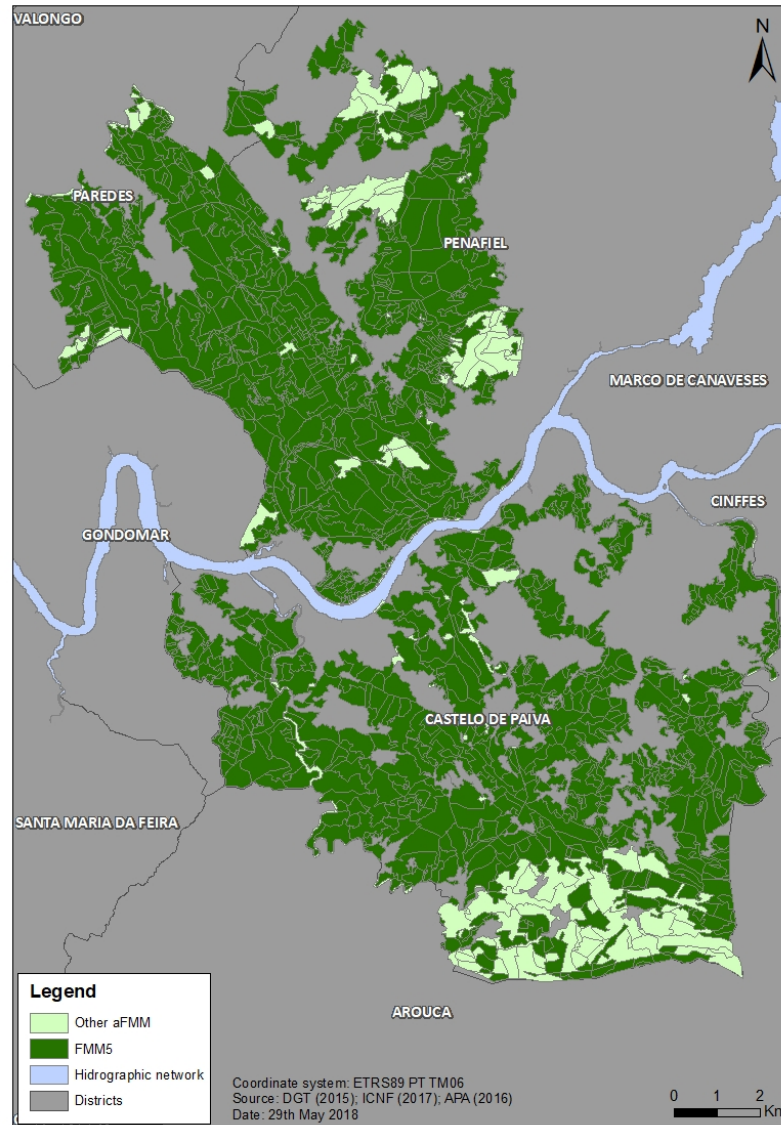 VALONGO
N
PAREDES
PENAFIEL
MARCO DE CANAVESES
CINFFES
GONDOMAR
CASTELO DE PAIVA
SANTA MARIA DA FEIRA
AROUCA
Legend
Other aFMM
FMM5
Hidrographic network
Districts
Coordinate system: ETRS89 PT TM06
Source: DGT (2015); ICNF (2017); APA (2016)
Date: 29th May 2018
0 1 2
Km